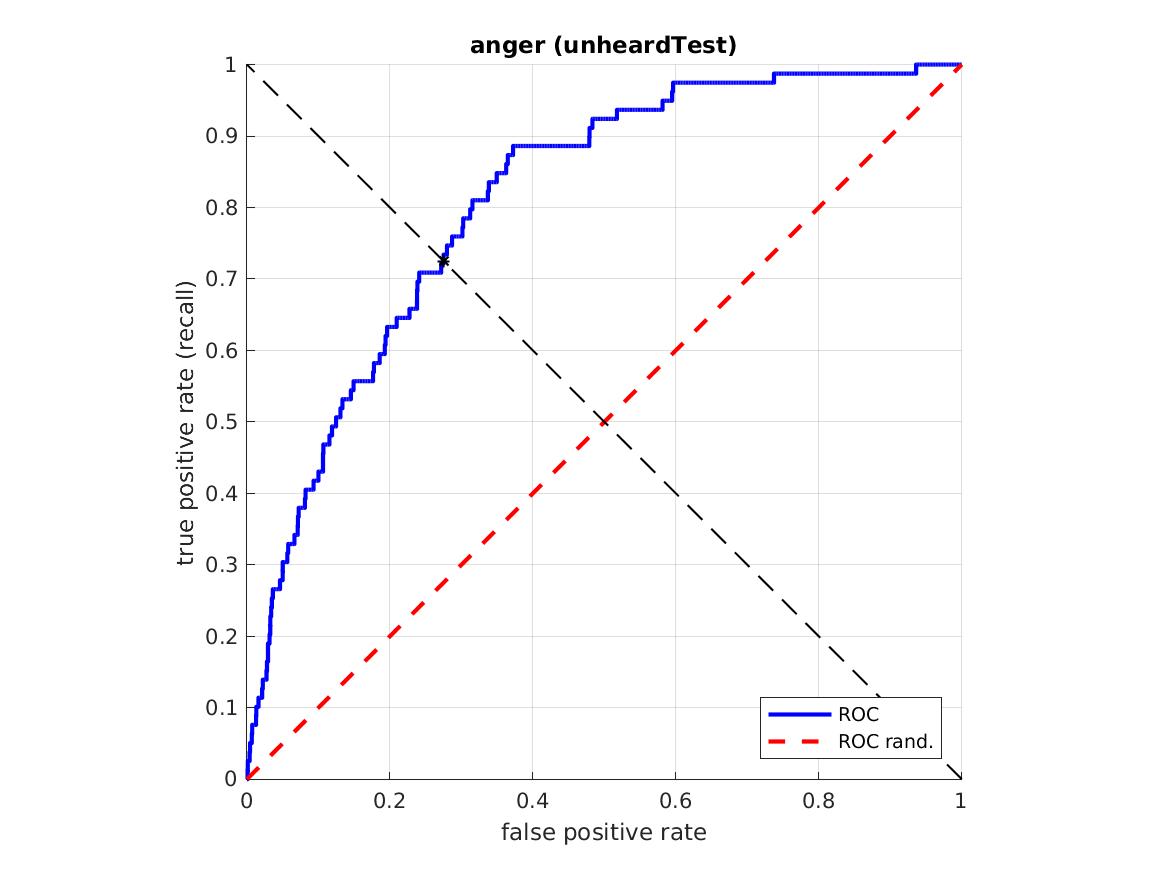 anger (unheardTest)
true positive rate (recall)
1
0.9
0.8
0.7
0.6
0.5
0.4
0.3
0.2
0.1
0
0 0.2 0.4 0.6 0.8 1
false positive rate
ROC
ROC rand.